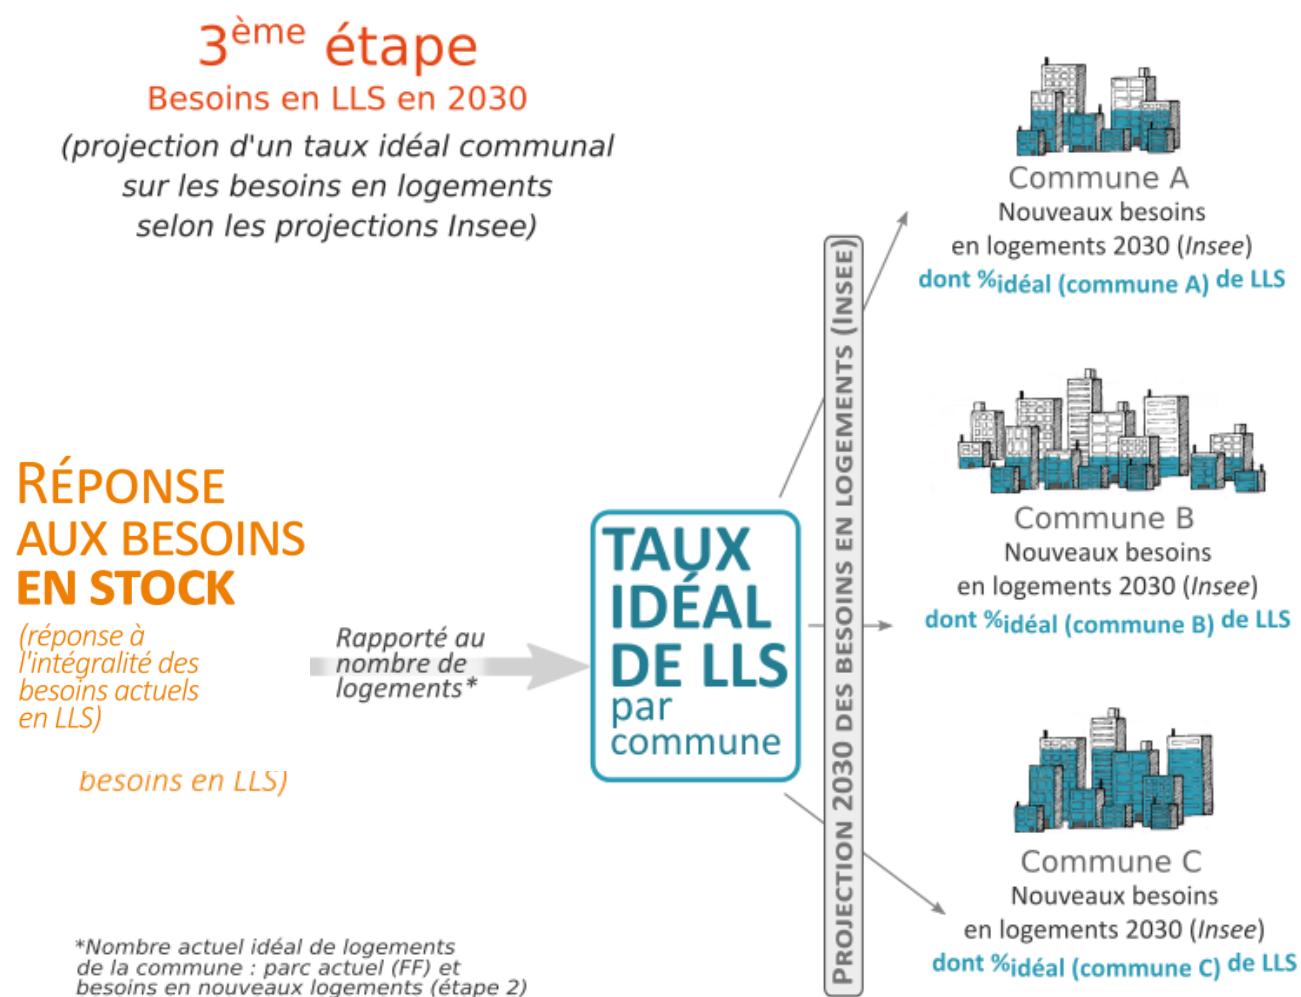 3ème étape
Besoins en LLS en 2030
(projection d'un taux idéal communal
sur les besoins en logements
selon les projections Insee)
RÉPONSE
AUX BESOINS
EN STOCK
(réponse à
l'intégralité des
besoins actuels
en LLS)
besoins en LLS)
Rapporté au
nombre de
logements*
TAUX
IDÉAL
DE LLS
par
commune
PROJECTION 2030 DES BESOINS EN LOGEMENTS (INSEE)
Commune A
Nouveaux besoins
en logements 2030 (Insee)
dont %idéal (commune A) de LLS
Commune B
Nouveaux besoins
en logements 2030 (Insee)
dont %idéal (commune B) de LLS
Commune C
Nouveaux besoins
en logements 2030 (Insee)
dont %idéal (commune C) de LLS
*Nombre actuel idéal de logements
de la commune : parc actuel (FF) et
besoins en nouveaux logements (étape 2)